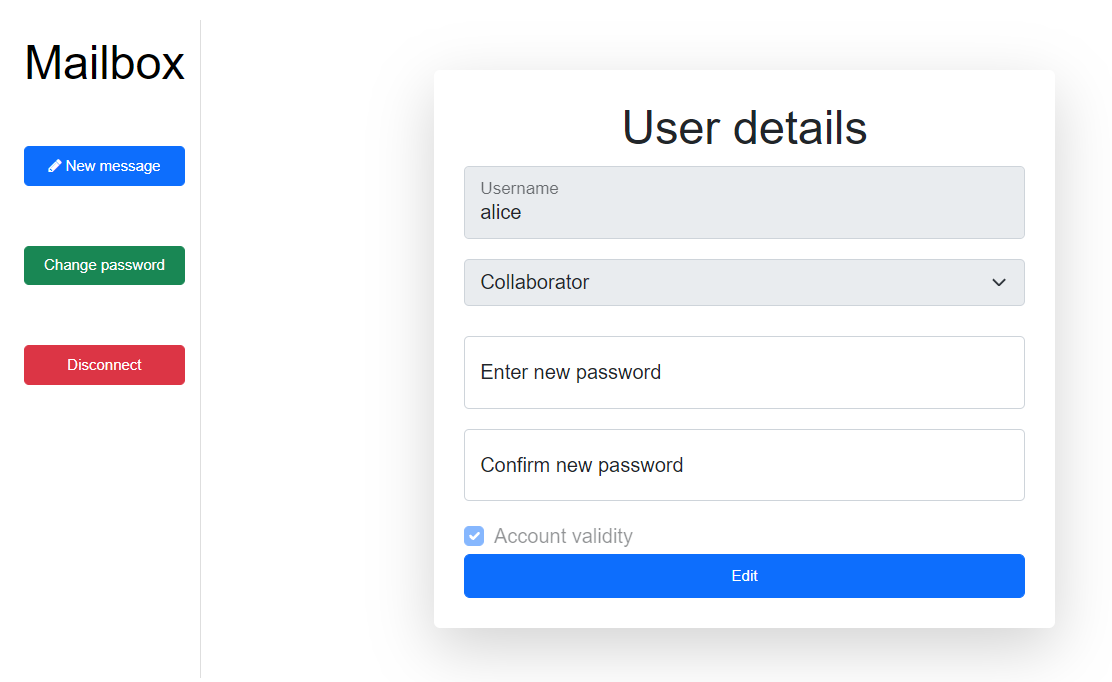 Mailbox
New message
Change password
Disconnect
User details
Username
alice
Collaborator
Enter new password
Confirm new password
Account validity
Edit